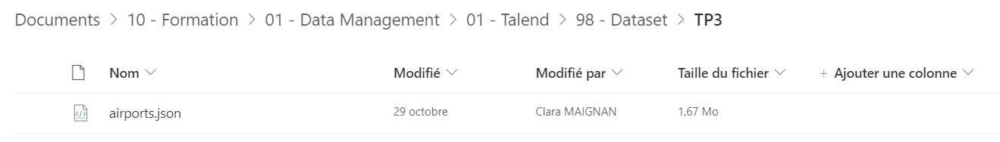 Documents > 10 - Formation > 01 - Data Management > 01 - Talend > 98 - Dataset > TP3
Nom Modifié Modifié par Taille du fichier + Ajouter une colonne
airports.json 29 octobre Clara MAIGNAN 1,67 Mo